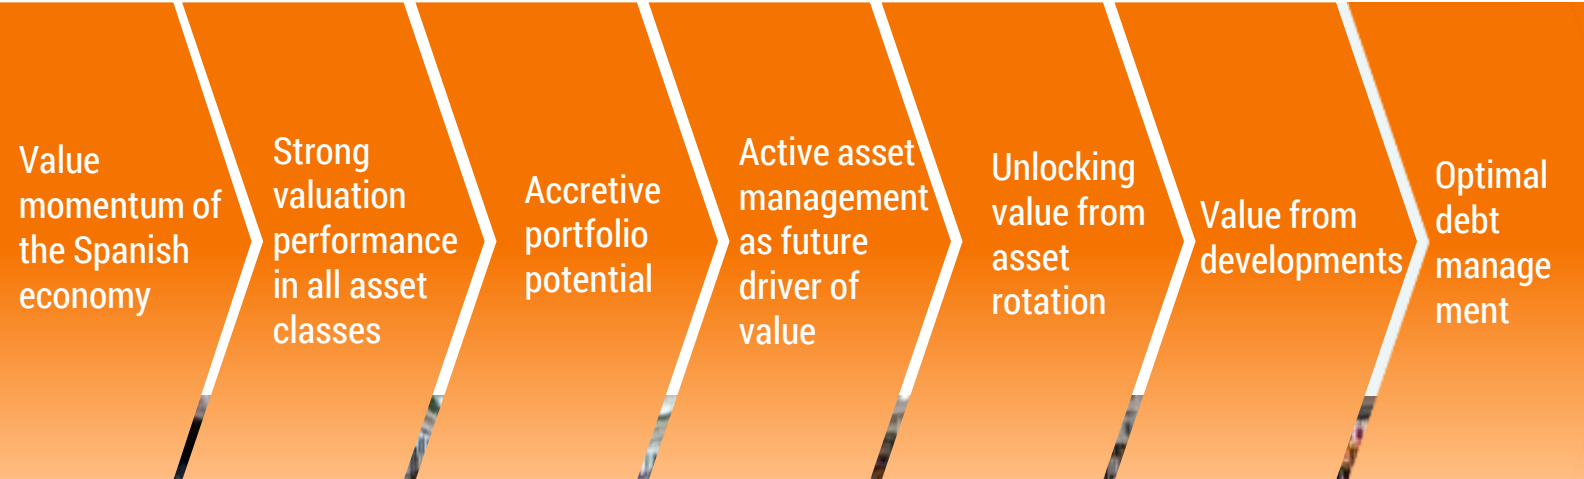 Value
momentum of
the Spanish
economy
Strong
valuation
performance
in all asset
classes
Accretive
portfolio
potential
Active asset
management
as future
driver of
value
Unlocking
value from
asset
rotation
Value from
developments
Optimal
debt
manage
ment